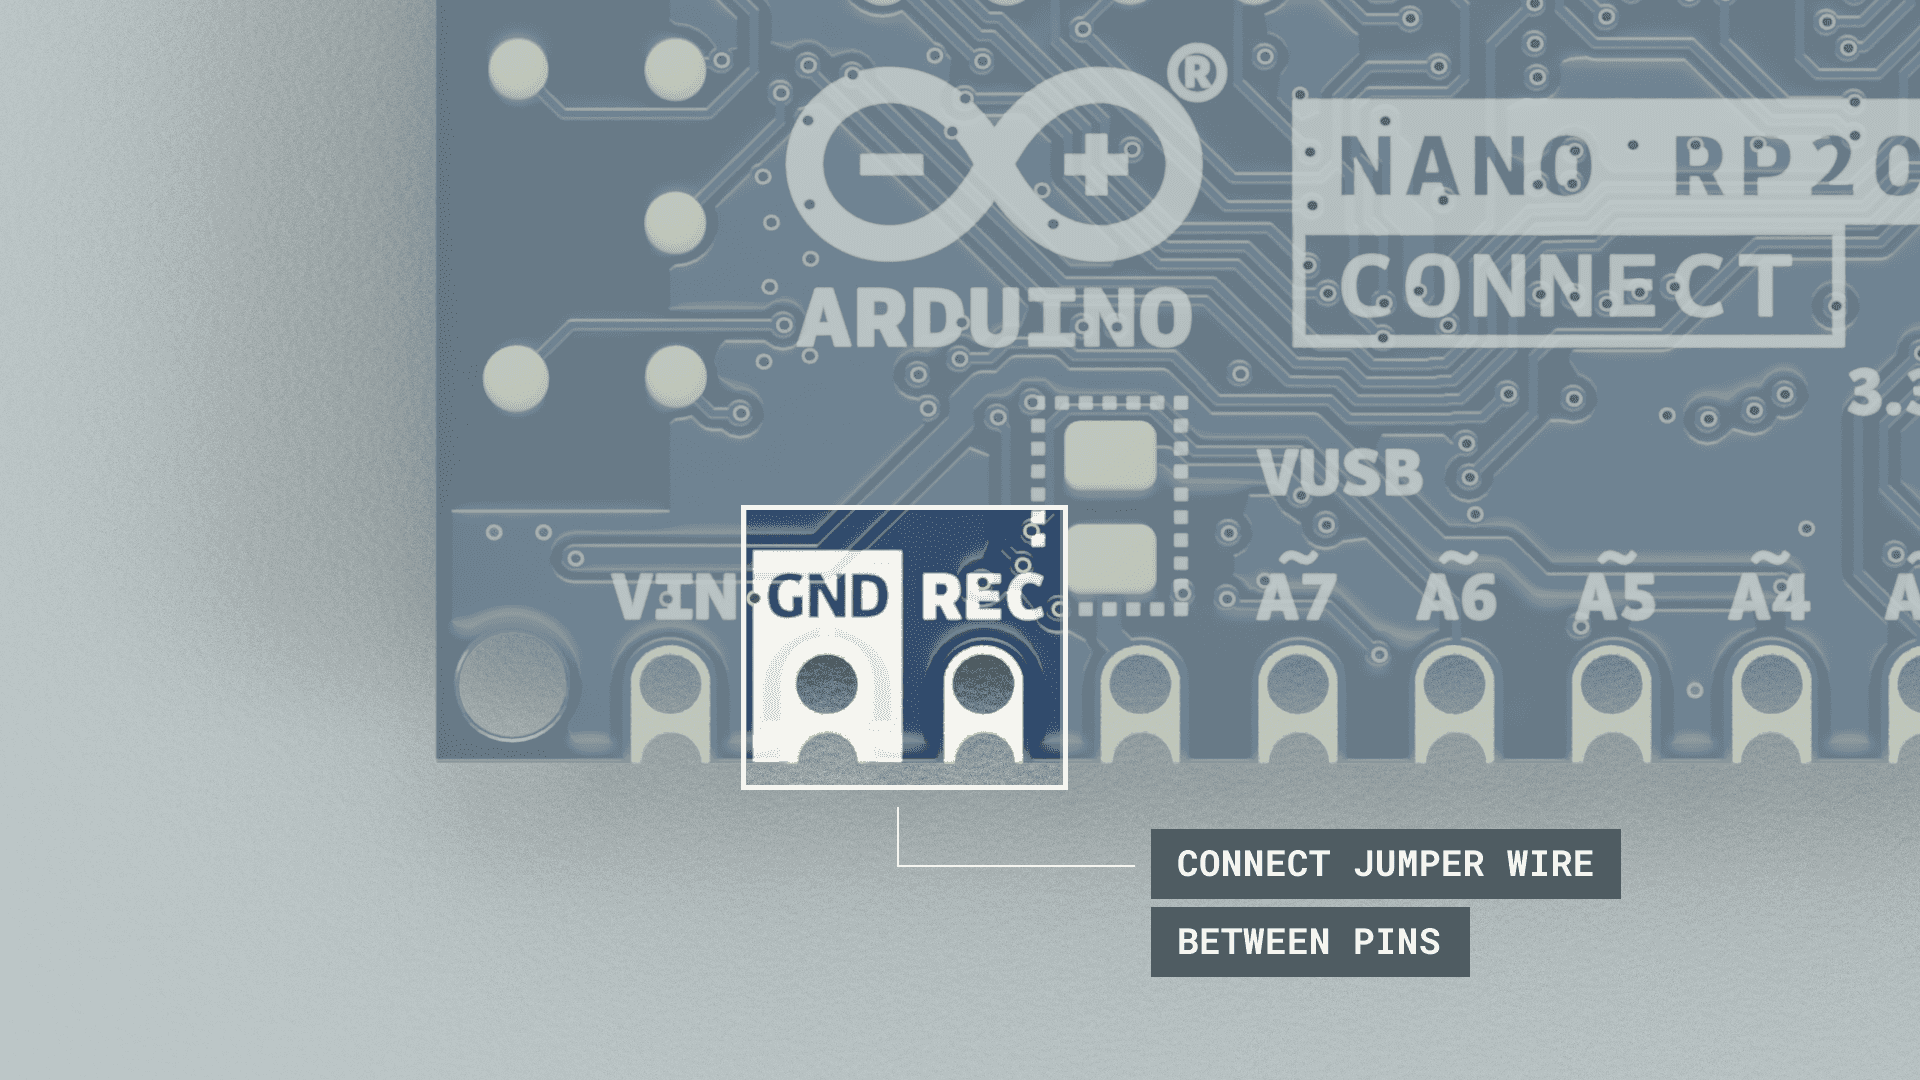 ®
ARDUINO
NANO RP20
CONNECT
3.3
VUSB
VIN GND REC ~A7 ~A6 ~A5 ~A4 A
CONNECT JUMPER WIRE
BETWEEN PINS